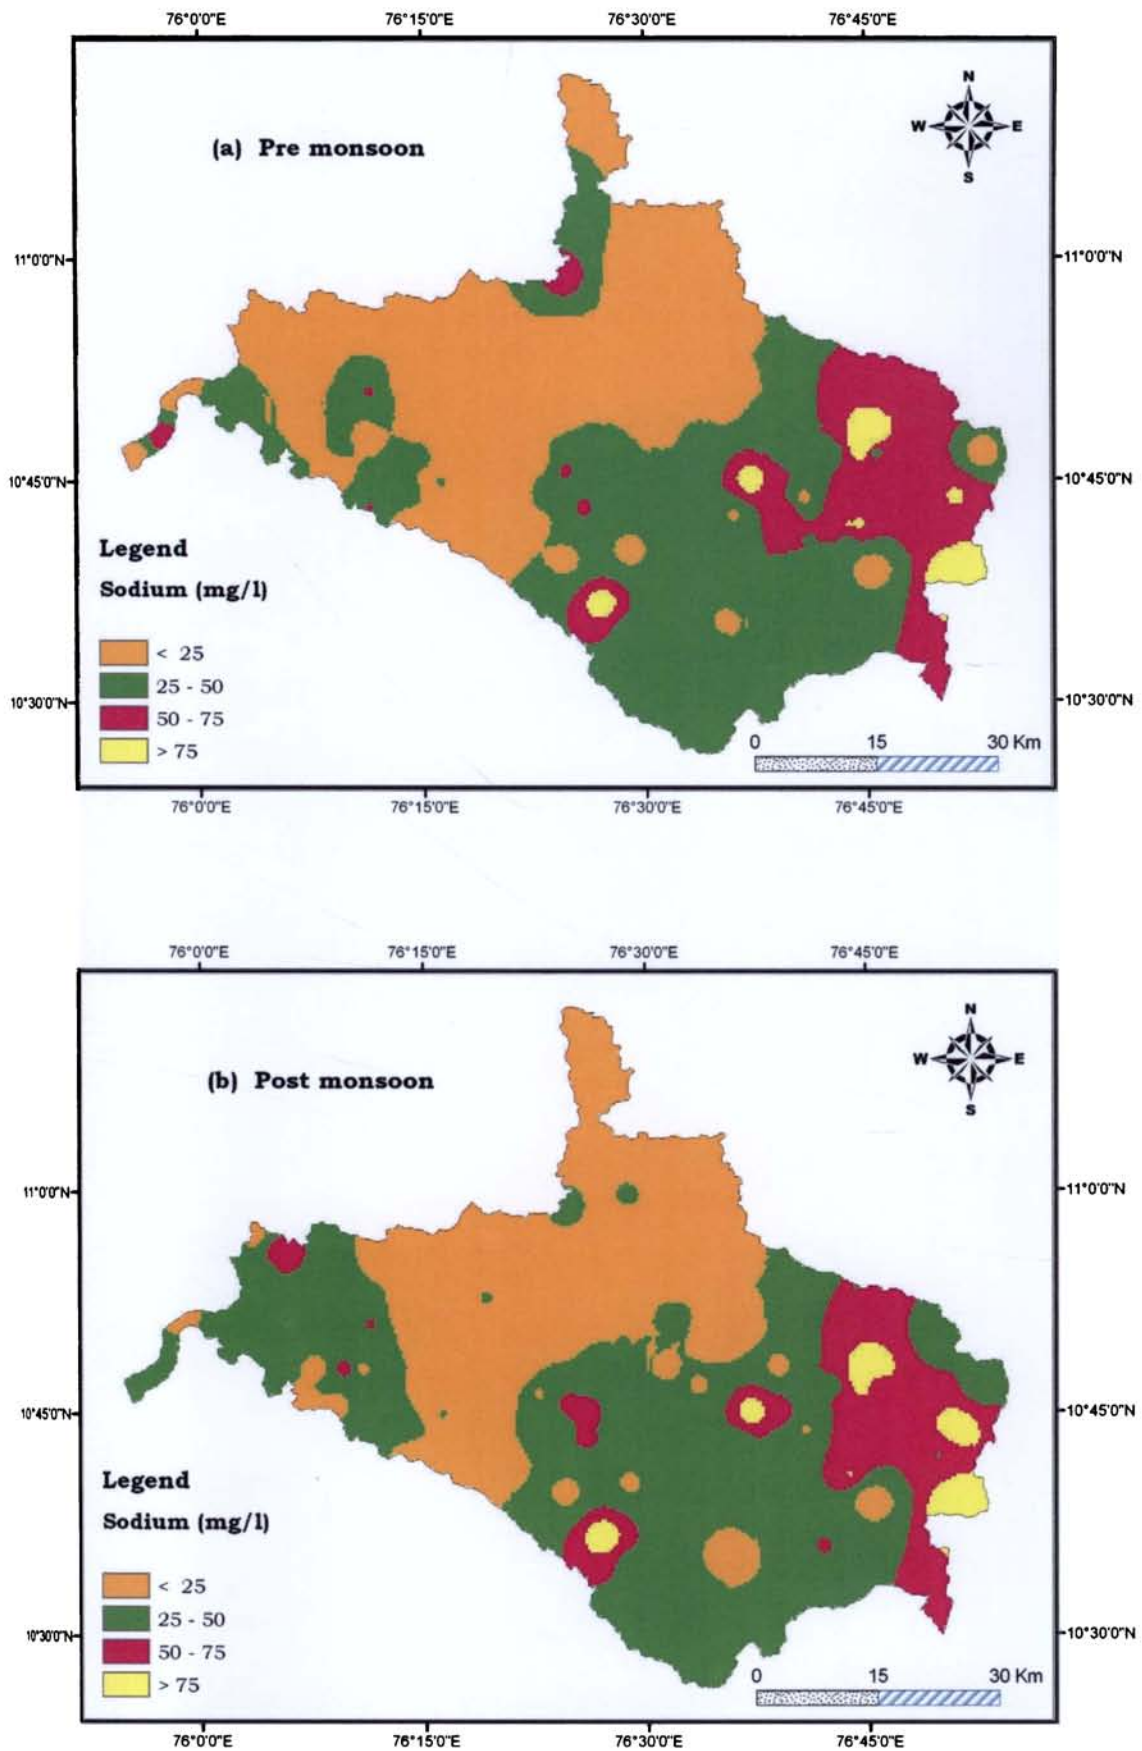 76°0'0"E 76°15'0"E 76°30'0"E 76°45'0"E
(a) Pre monsoon
N
W E
S
11°0'0"N 11°0'0"N
10°45'0"N 10°45'0"N
Legend
Sodium (mg/l)
< 25
25 - 50
50 - 75
> 75
10°30'0"N 10°30'0"N
0 15 30 Km
76°0'0"E 76°15'0"E 76°30'0"E 76°45'0"E
76°0'0"E 76°15'0"E 76°30'0"E 76°45'0"E
(b) Post monsoon
N
W E
S
11°0'0"N 11°0'0"N
10°45'0"N 10°45'0"N
Legend
Sodium (mg/l)
< 25
25 - 50
50 - 75
> 75
10°30'0"N 10°30'0"N
0 15 30 Km
76°0'0"E 76°15'0"E 76°30'0"E 76°45'0"E